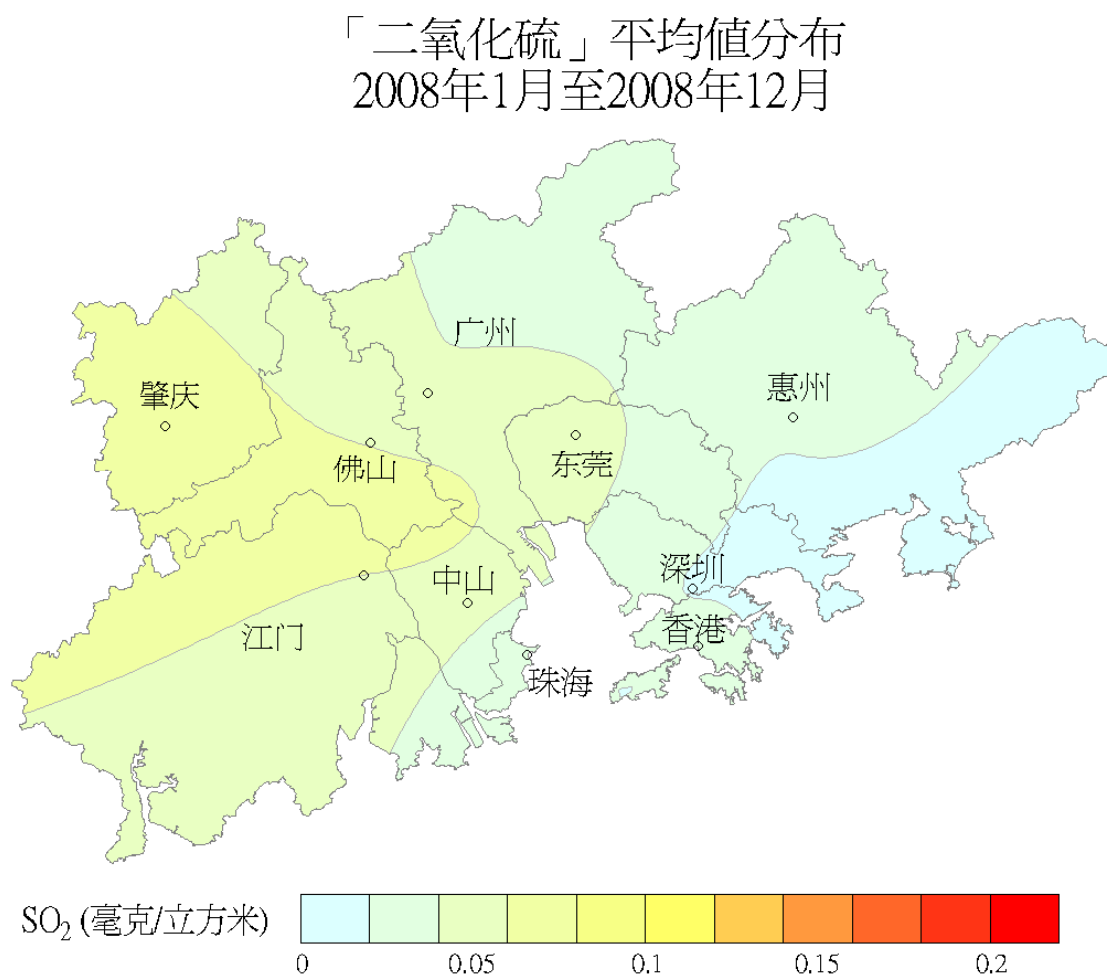 「二氧化硫」平均値分布
2008年1月至2008年12月
广州
肇庆
惠州
佛山
东莞
深圳
中山
江门
香港
珠海
SO₂ (毫克/立方米)
0 0.05 0.1 0.15 0.2